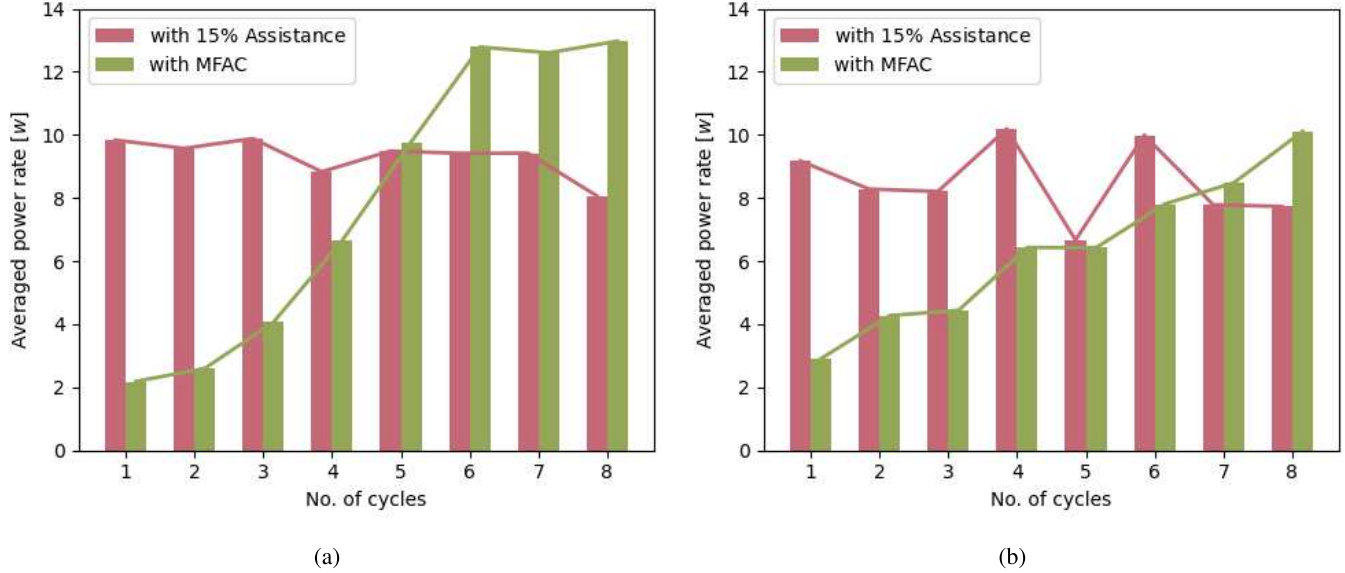 14
12
10
8
6
4
2
0
Averaged power rate [w]
with 15% Assistance
with MFAC
1 2 3 4 5 6 7 8
No. of cycles
(a)
14
12
10
8
6
4
2
0
Averaged power rate [w]
with 15% Assistance
with MFAC
1 2 3 4 5 6 7 8
No. of cycles
(b)